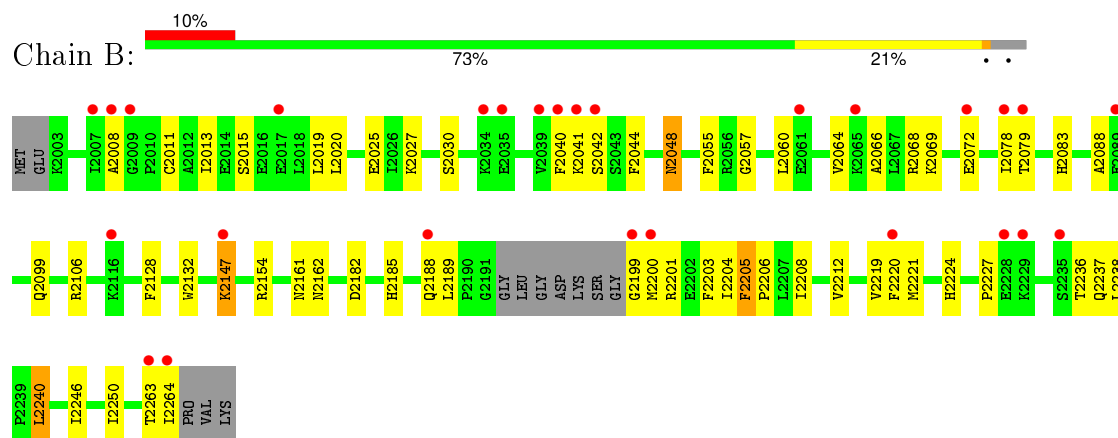 10%
Chain B:
73% 21% • •
MET GLU K2003 I2007 A2008 G2009 P2010 C2011 A2012 I2013 E2014 S2015 E2016 E2017 L2018 L2019 L2020 E2025 I2026 K2027 S2030 K2034 E2035 V2039 F2040 K2041 S2042 S2043 F2044 N2048 F2055 R2056 G2057 L2060 E2061 V2064 K2065 A2066 L2067 R2068 K2069 E2072 I2078 T2079 H2083 A2088
Q2099 R2106 K2116 F2128 W2132 K2147 R2154 N2161 N2162 D2182 H2185 Q2188 L2189 P2190 G2191 GLY LEU GLY ASP LYS SER GLY G2199 M2200 R2201 E2202 F2203 I2204 F2205 P2206 L2207 I2208 V2212 V2219 F2220 M2221 H2224 P2227 E2228 K2229 S2235 T2236 Q2237
P2239 L2240 I2246 I2250 T2263 I2264 PRO VAL LYS